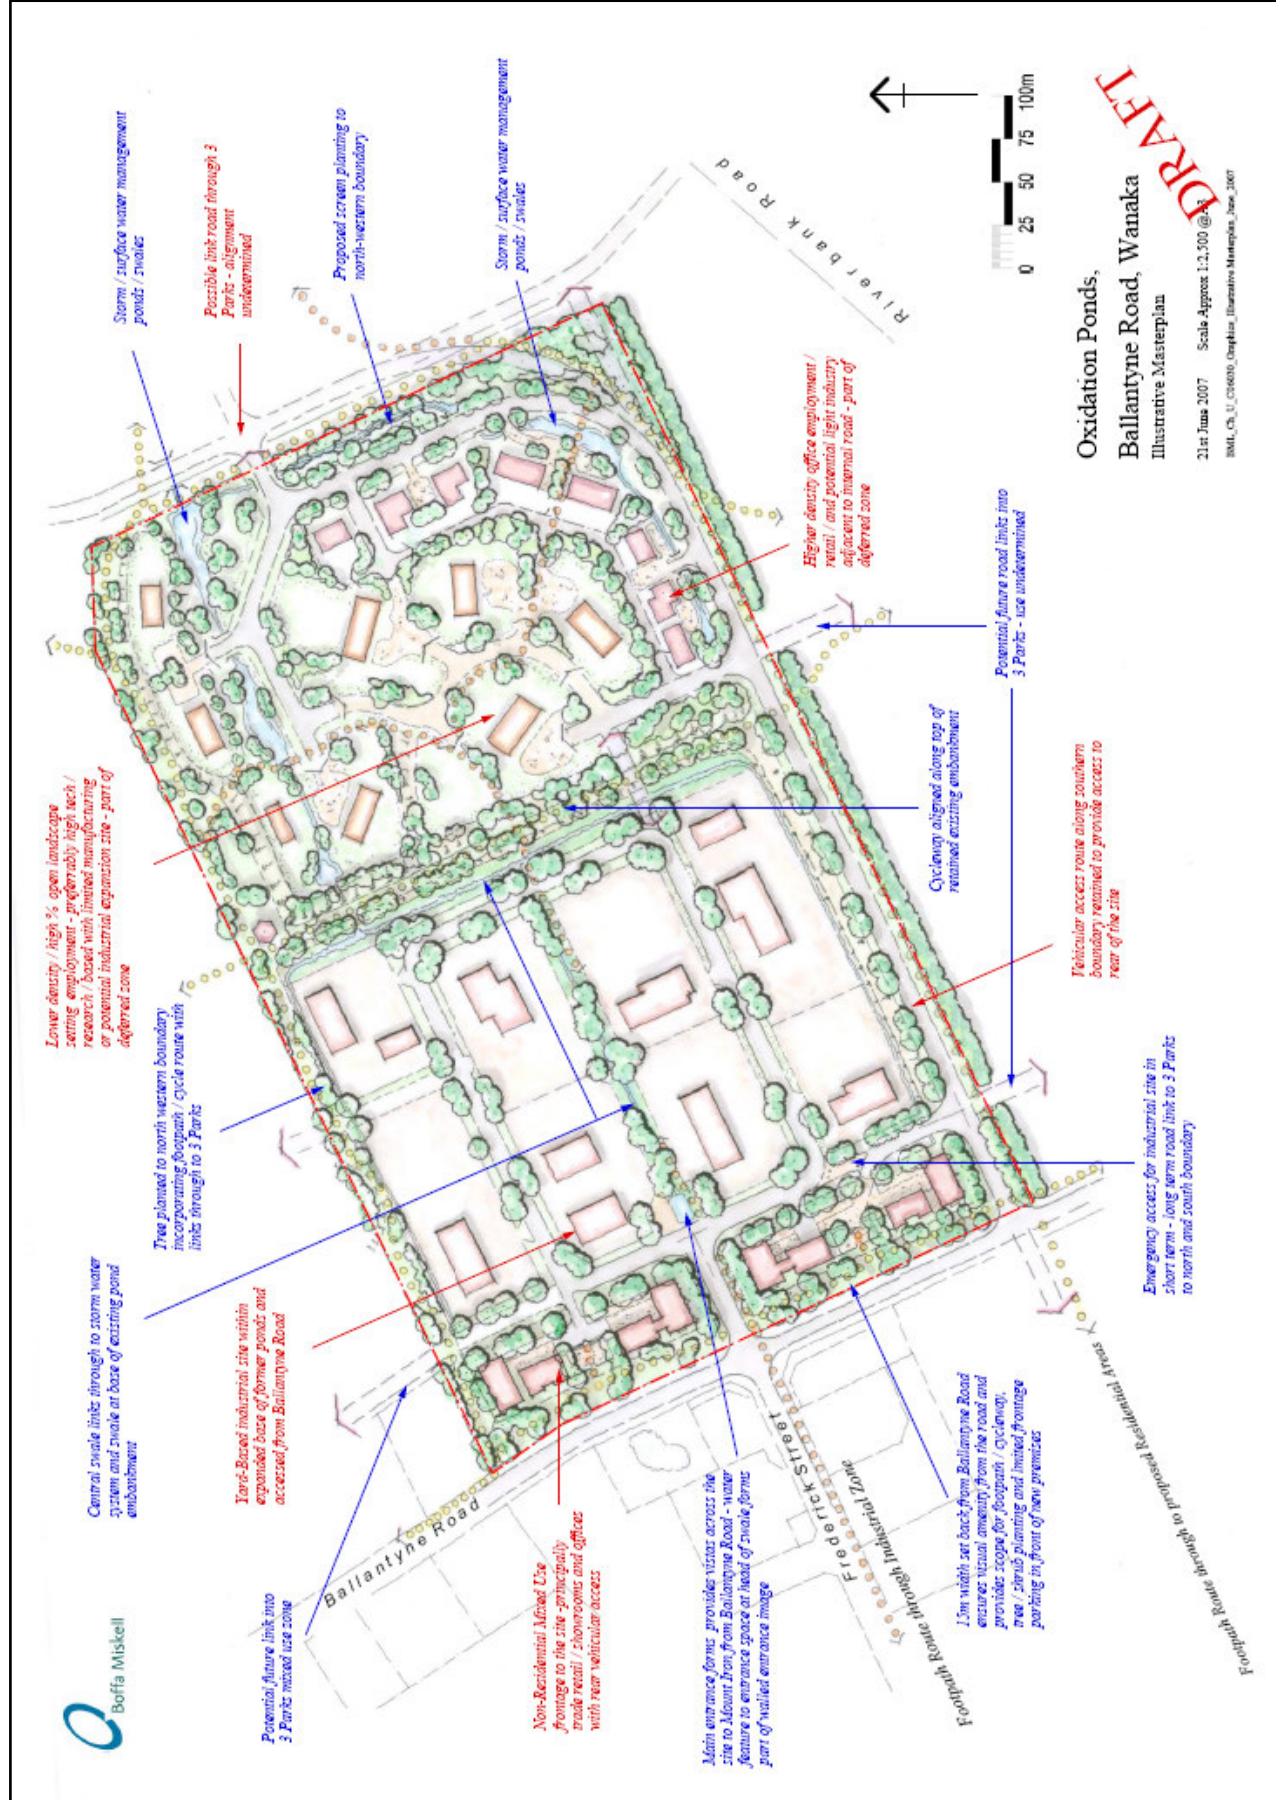 Boffa Miskell
Central swale links through to storm water
system and swale at base of existing pond
embankment
Tree planted to north western boundary
incorporating footpath / cycle route with
links through to 3 Parks
Lower density / high % open landscape
setting employment - preferrably high tech /
research / based with limited manufacturing
or potential industrial expansion site - part of
deferred zone
Storm / surface water management
ponds / swales
Possible link road through 3
Parks - alignment
undetermined
Proposed screen planting to
north-western boundary
Storm / surface water management
ponds / swales
Potential future link into
3 Parks mixed use zone
Yard-Based industrial site within
expanded base of former ponds and
accessed from Ballantyne Road
Ballantyne Road
Non-Residential Mixed Use
frontage to the site - principally
trade retail / showrooms and offices
with rear vehicular access
Main entrance forms provides vistas across the
site to Mount Iron from Ballantyne Road - water
feature to entrance space at head of swale forms
part of walled entrance image
Frederick Street
Footpath Route through Industrial Zone
15m width set back from Ballantyne Road
ensures visual amenity from the road and
provides scope for footpath / cycleway,
tree / shrub planting and limited frontage
parking in front of new premises
Footpath Route through to proposed Residential Areas
Emergency access for industrial site in
short term - long term road link to 3 Parks
to north and south boundary
Vehicular access route along southern
boundary retained to provide access to
rear of the site
Cycleway aligned along top of
retained existing embankment
Potential future road links into
3 Parks - use undetermined
Higher density office employment /
retail / and potential light industry
adjacent to internal road - part of
deferred zone
Riverbank Road
0 25 50 75 100m
Oxidation Ponds,
Ballantyne Road, Wanaka
Illustrative Masterplan
21st June 2007 Scale Approx 1:2,500 @A3
DRAFT
Illustrative Masterplan_June_2007